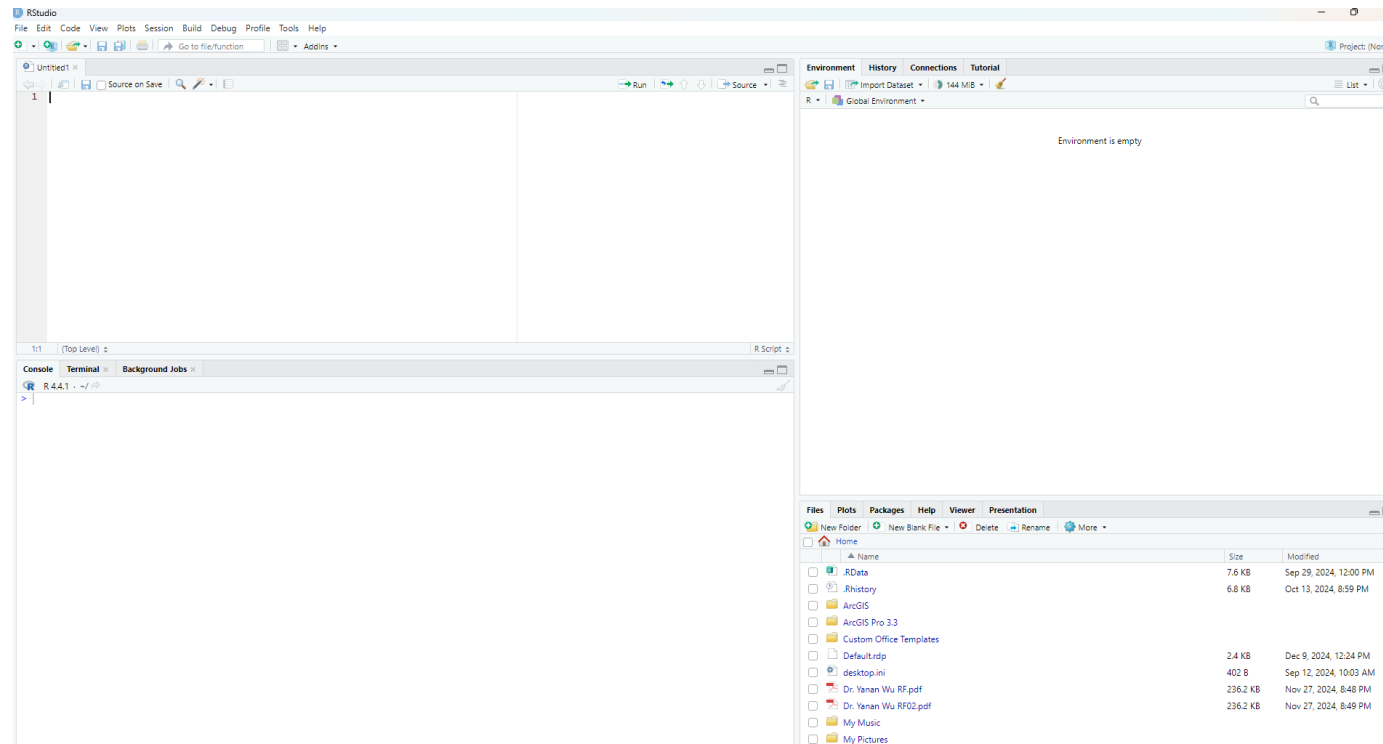 RStudio
File Edit Code View Plots Session Build Debug Profile Tools Help
Go to file/function Addins
Project: (Nor
Untitled1
Source on Save Run Source
1
1:1 (Top Level) R Script
Console Terminal Background Jobs
R 4.4.1 · ~/
>
Environment History Connections Tutorial
Import Dataset 144 MiB List
R Global Environment
Environment is empty
Files Plots Packages Help Viewer Presentation
New Folder New Blank File Delete Rename More
Home
Name Size Modified
.RData 7.6 KB Sep 29, 2024, 12:00 PM
.Rhistory 6.8 KB Oct 13, 2024, 8:59 PM
ArcGIS
ArcGIS Pro 3.3
Custom Office Templates
Default.rdp 2.4 KB Dec 9, 2024, 12:24 PM
desktop.ini 402 B Sep 12, 2024, 10:03 AM
Dr. Yanan Wu RF.pdf 236.2 KB Nov 27, 2024, 8:48 PM
Dr. Yanan Wu RF02.pdf 236.2 KB Nov 27, 2024, 8:49 PM
My Music
My Pictures